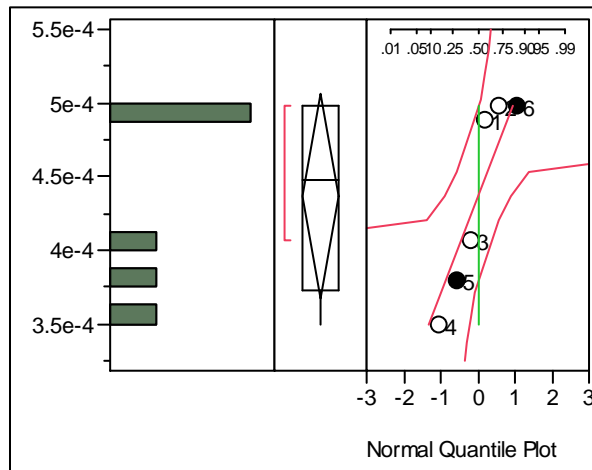 5.5e-4
.01 .05 .10 .25 .50 .75 .90 .95 .99
5e-4
1 2 6
4.5e-4
4e-4
3
5
3.5e-4
4
-3 -2 -1 0 1 2 3
Normal Quantile Plot